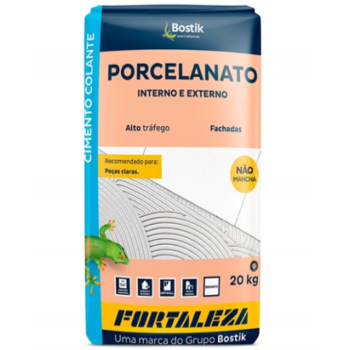 Bostik
CIMENTO COLANTE
PORCELANATO
INTERNO E EXTERNO
Alto tráfego
Fachadas
Recomendado para:
Peças claras.
NÃO
MANCHA
20 kg
FORTALEZA
Uma marca do Grupo Bostik